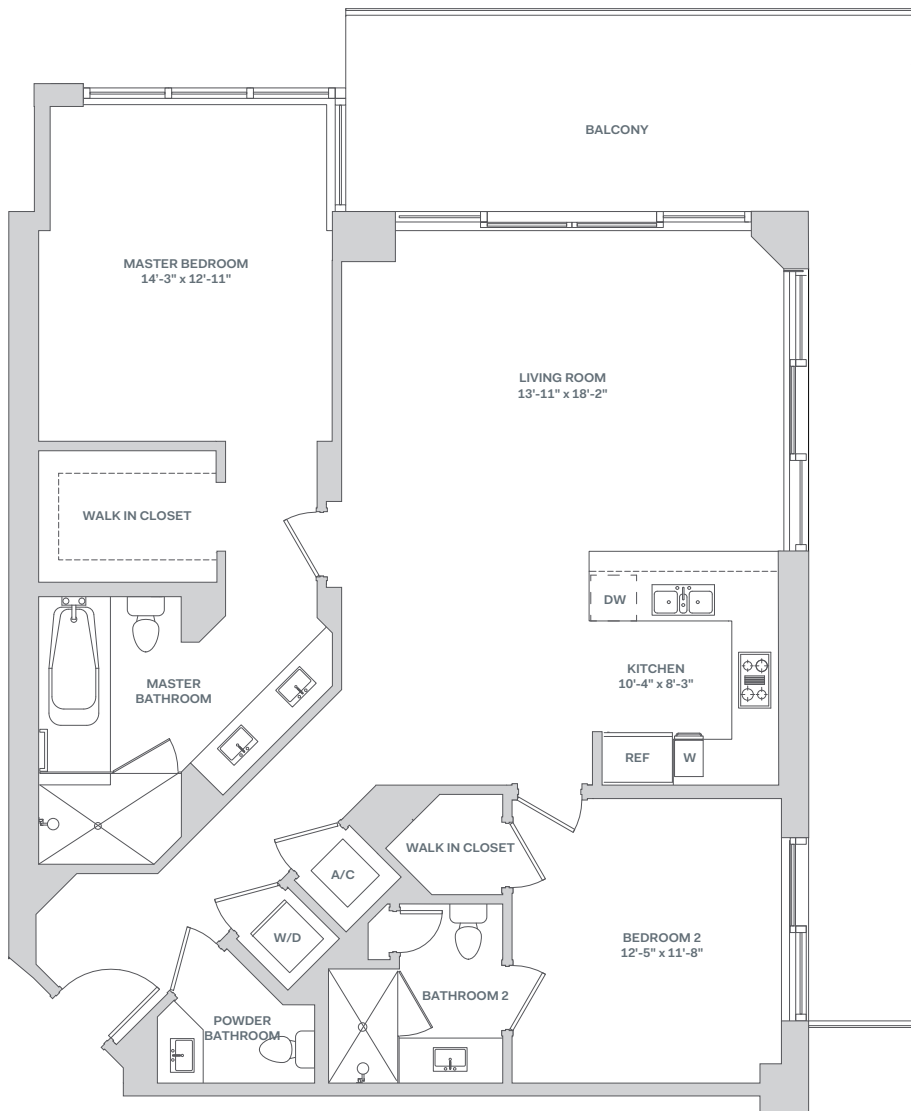 BALCONY
MASTER BEDROOM
14'-3" x 12'-11"
LIVING ROOM
13'-11" x 18'-2"
WALK IN CLOSET
DW
KITCHEN
10'-4" x 8'-3"
MASTER
BATHROOM
REF
W
WALK IN CLOSET
A/C
W/D
BEDROOM 2
12'-5" x 11'-8"
BATHROOM 2
POWDER
BATHROOM